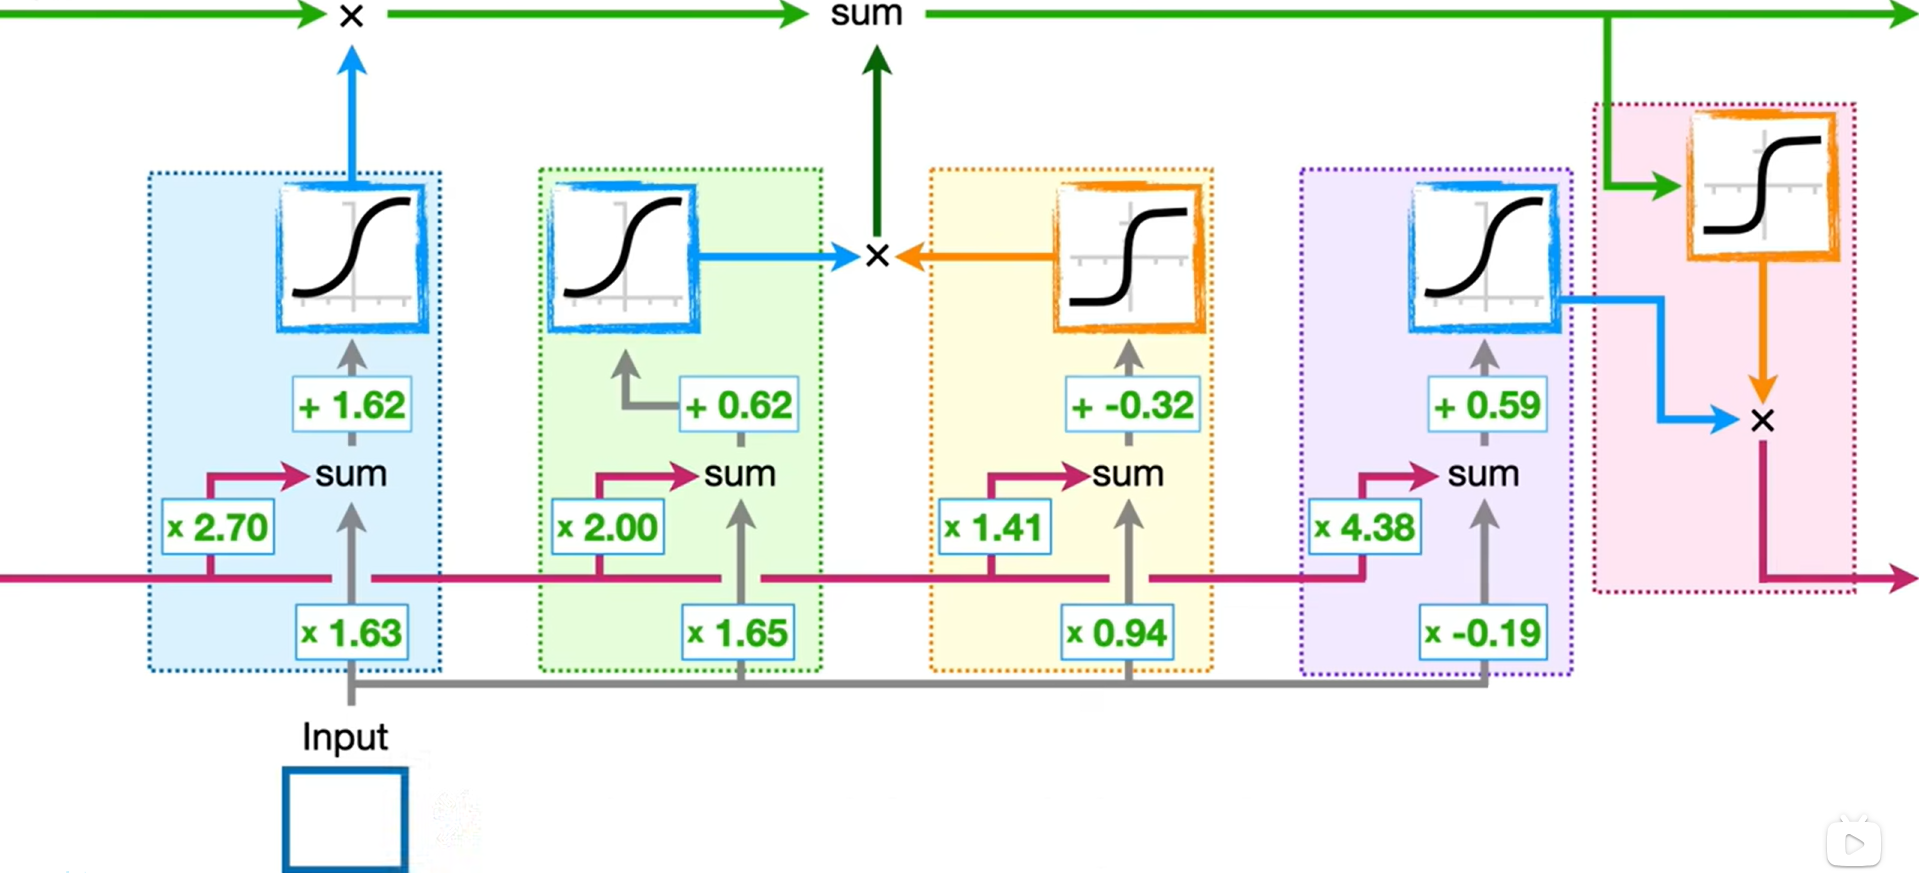 ×
sum
×
+ 1.62
+ 0.62
+ -0.32
+ 0.59
×
sum
sum
sum
sum
x 2.70
x 2.00
x 1.41
x 4.38
x 1.63
x 1.65
x 0.94
x -0.19
Input